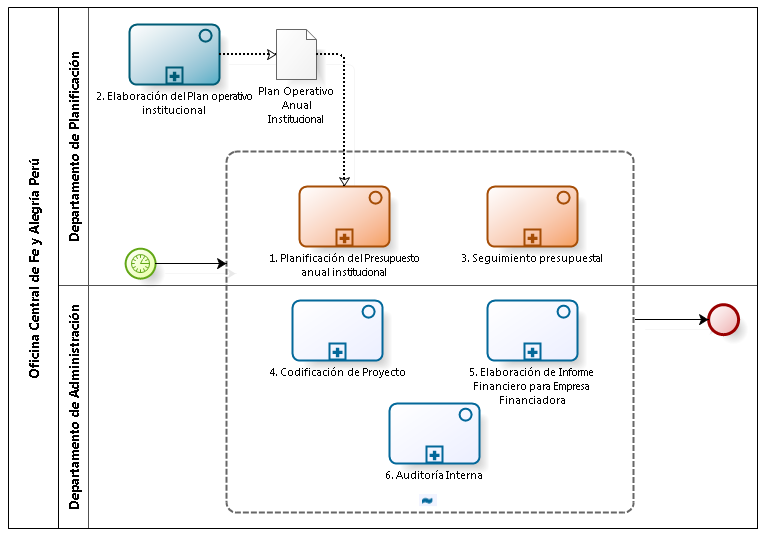 Oficina Central de Fe y Alegría Perú
Departamento de Planificación
2. Elaboración del Plan operativo
institucional
Plan Operativo
Anual
Institucional
1. Planificación del Presupuesto
anual institucional
3. Seguimiento presupuestal
Departamento de Administración
4. Codificación de Proyecto
5. Elaboración de Informe
Financiero para Empresa
Financiadora
6. Auditoría Interna